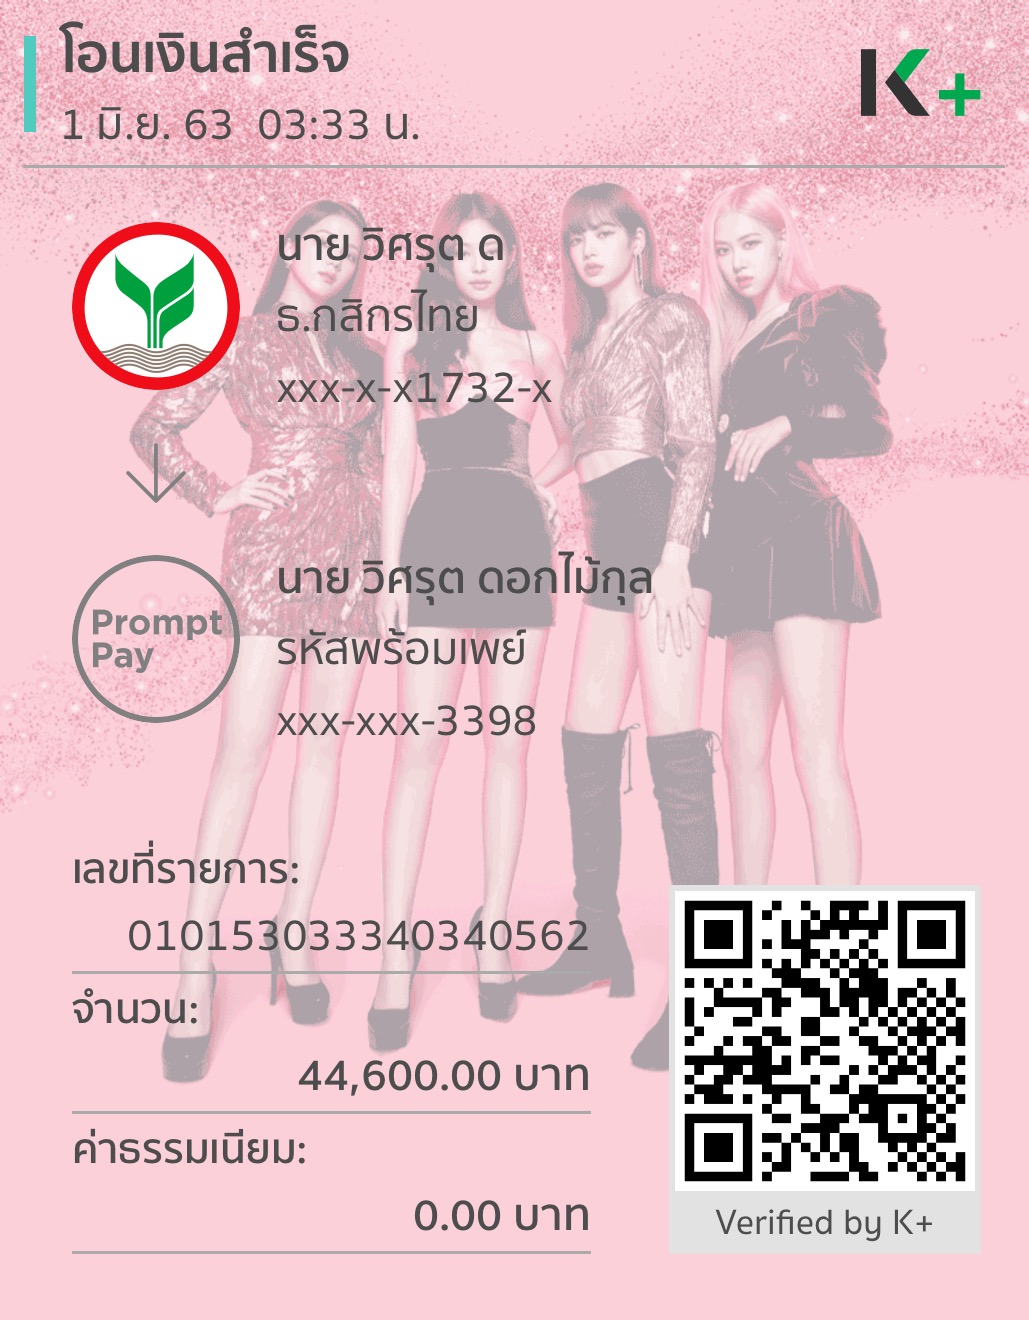 โอนเงินสำเร็จ
1 มิ.ย. 63 03:33 น.
K+
นาย วิศรุต ด
ธ.กสิกรไทย
xxx-x-x1732-x
Prompt
Pay
นาย วิศรุต ดอกไม้กุล
รหัสพร้อมเพย์
xxx-xxx-3398
เลขที่รายการ:
010153033340340562
จำนวน:
44,600.00 บาท
ค่าธรรมเนียม:
0.00 บาท
Verified by K+